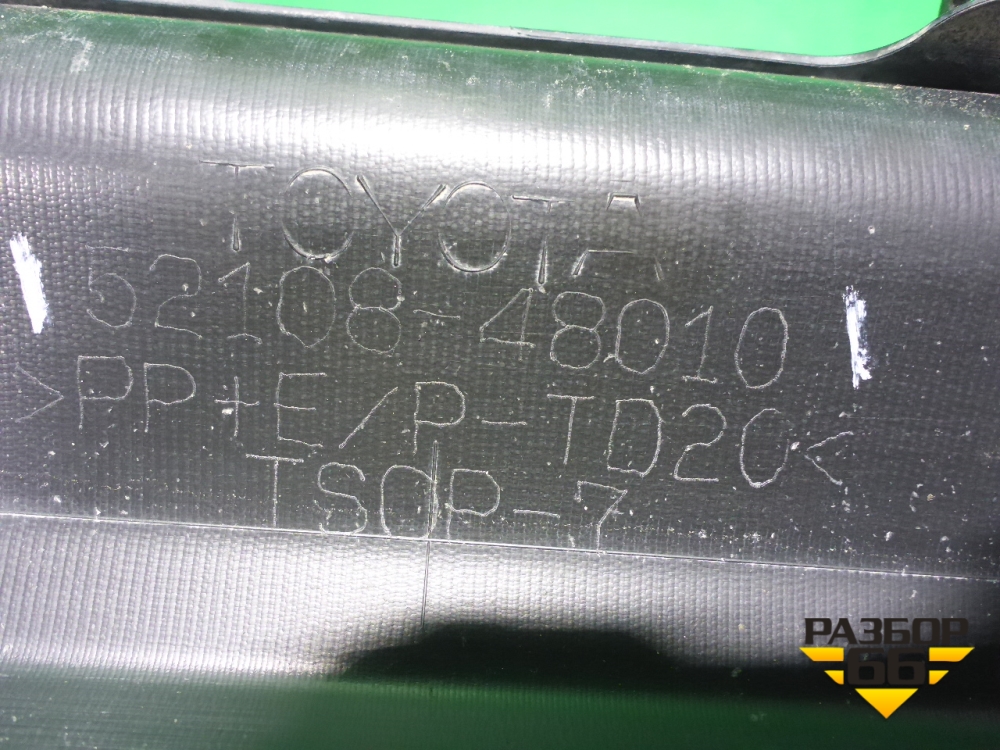 TOYOTA
52108-48010
>PP+E/P-TD20<
TSOP-7
РАЗБОР
66